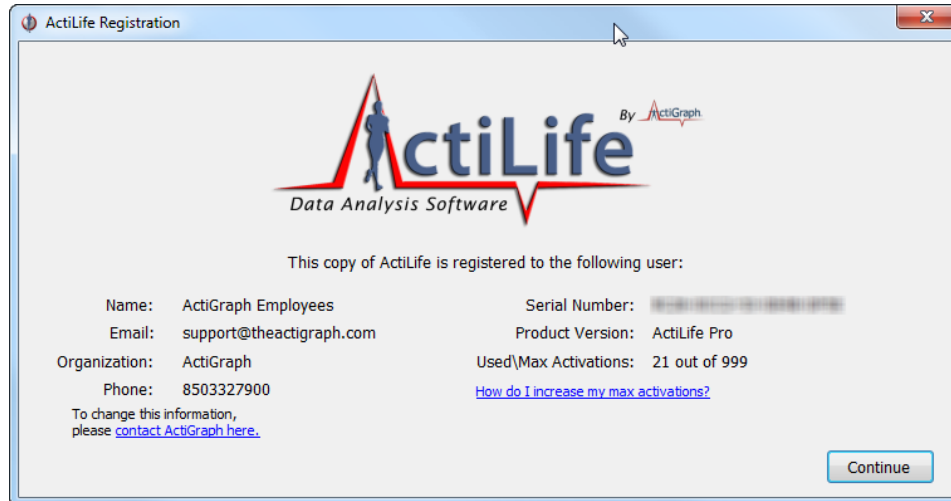 ActiLife Registration
By ActiGraph
ActiLife
Data Analysis Software
This copy of ActiLife is registered to the following user:
Name: ActiGraph Employees
Email: support@theactigraph.com
Organization: ActiGraph
Phone: 8503327900
To change this information,
please contact ActiGraph here.
Serial Number:
Product Version: ActiLife Pro
Used\Max Activations: 21 out of 999
How do I increase my max activations?
Continue